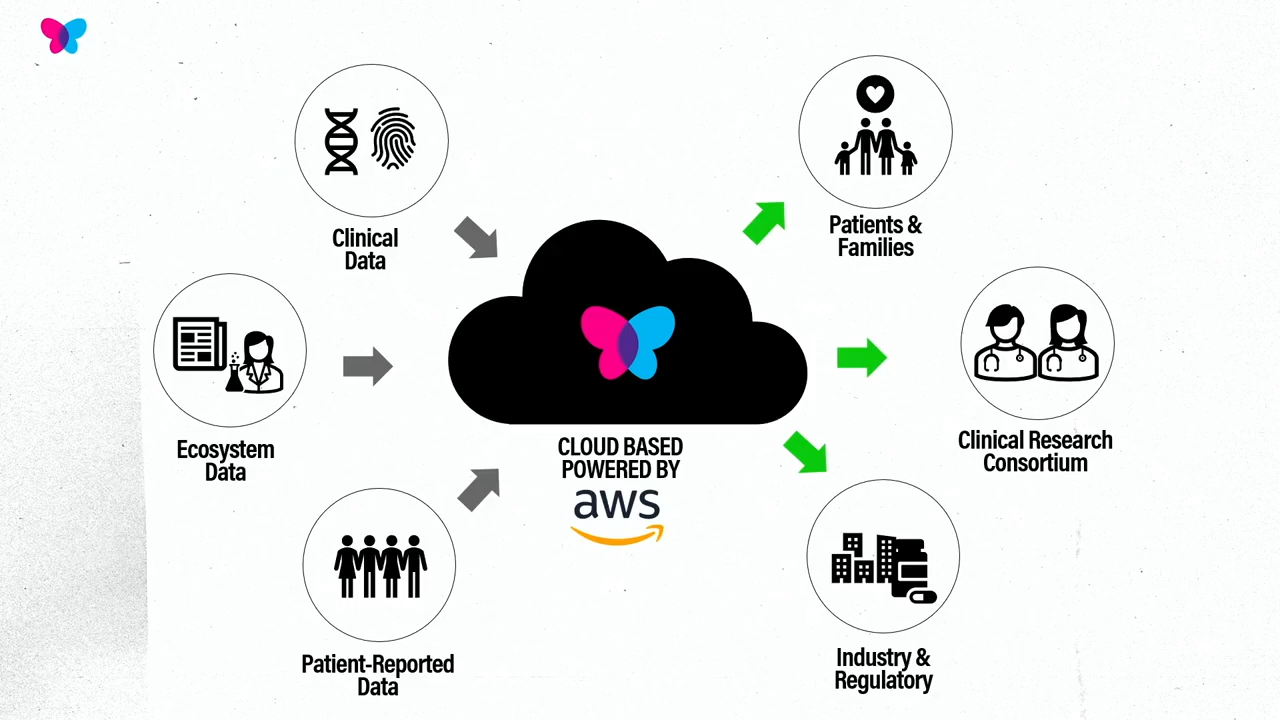 Clinical
Data
Patients &
Families
Ecosystem
Data
CLOUD BASED
POWERED BY
aws
Clinical Research
Consortium
Patient-Reported
Data
Industry &
Regulatory